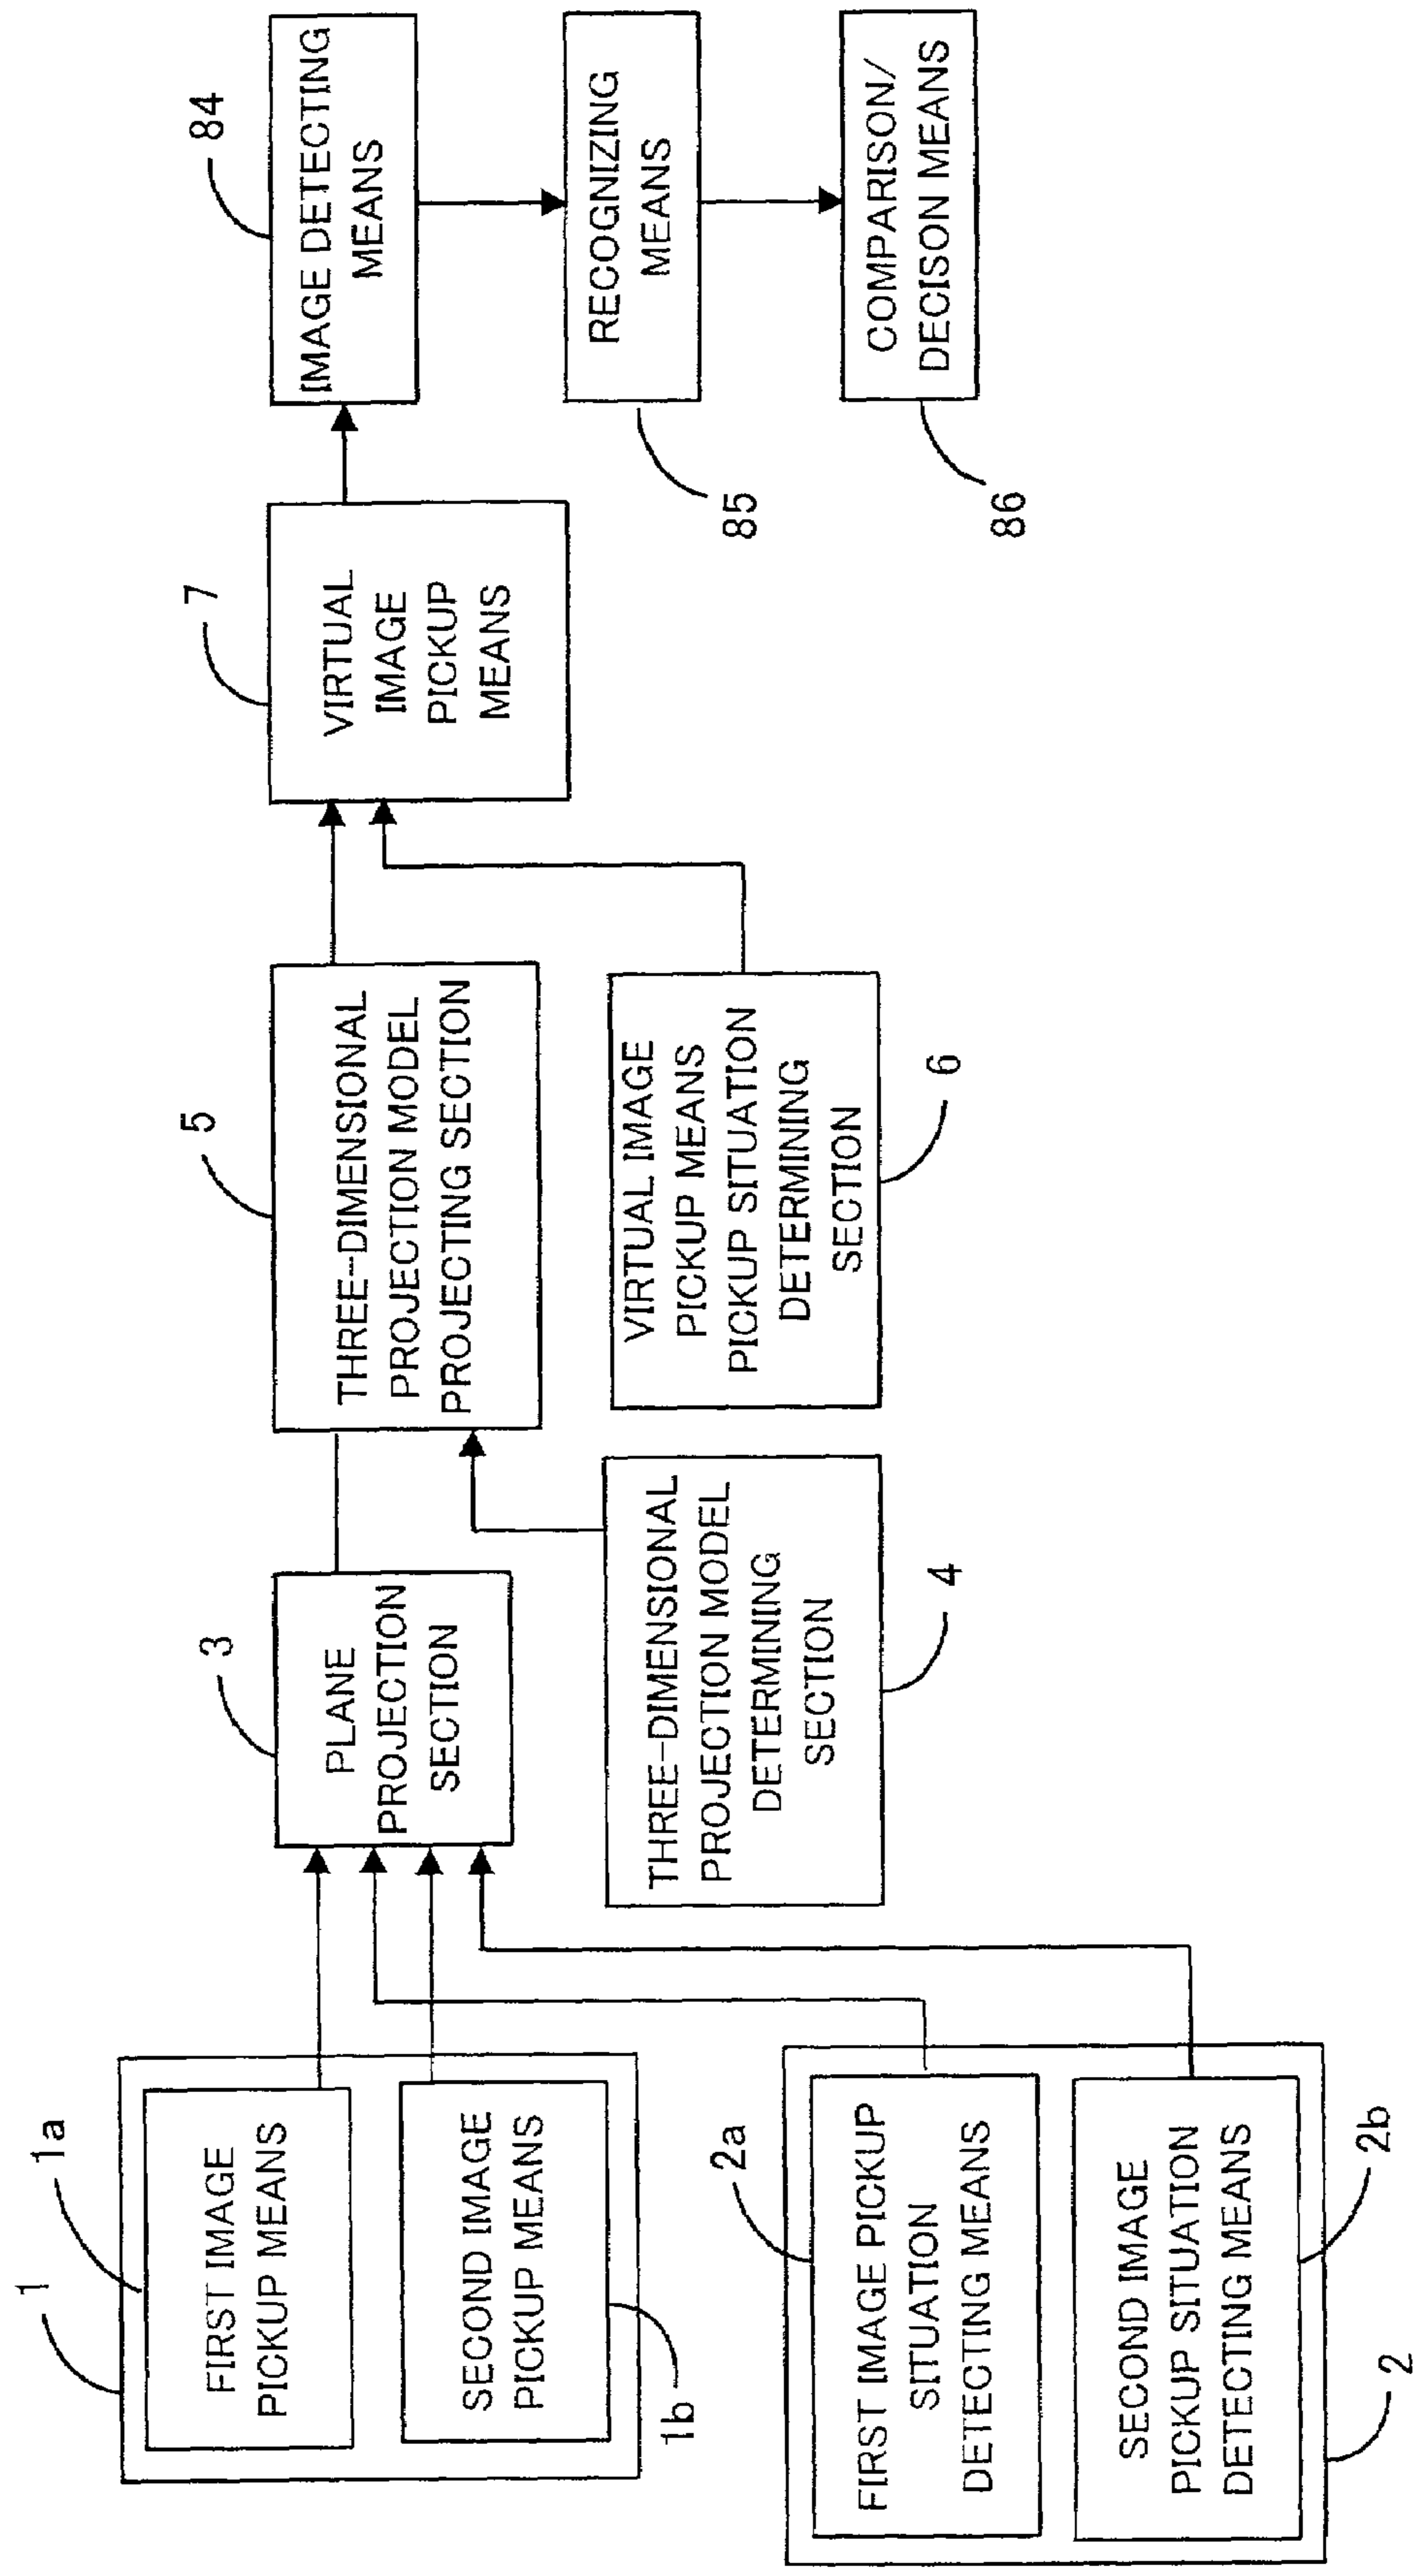 1
1a
FIRST IMAGE
PICKUP MEANS
SECOND IMAGE
PICKUP MEANS
1b
2a
FIRST IMAGE PICKUP
SITUATION
DETECTING MEANS
SECOND IMAGE
PICKUP SITUATION
DETECTING MEANS
2b
2
3
PLANE
PROJECTION
SECTION
THREE-DIMENSIONAL
PROJECTION MODEL
DETERMINING
SECTION
4
5
THREE-DIMENSIONAL
PROJECTION MODEL
PROJECTING SECTION
VIRTUAL IMAGE
PICKUP MEANS
PICKUP SITUATION
DETERMINING
SECTION
6
7
VIRTUAL
IMAGE
PICKUP
MEANS
84
IMAGE DETECTING
MEANS
RECOGNIZING
MEANS
85
COMPARISON/
DECISON MEANS
86